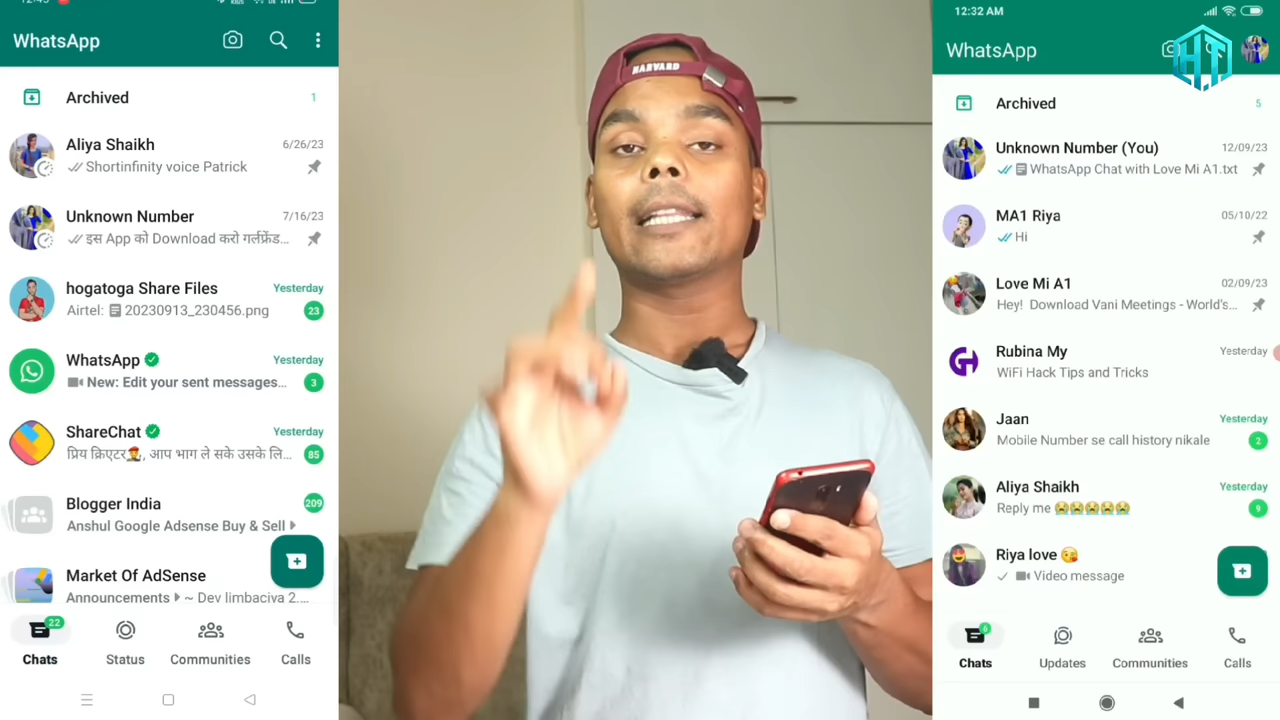 WhatsApp
Archived
1
Aliya Shaikh
6/26/23
Shortinfinity voice Patrick
Unknown Number
7/16/23
इस App को Download करो गर्लफ्रेंड...
hogatoga Share Files
Yesterday
Airtel: 20230913_230456.png
23
WhatsApp
Yesterday
New: Edit your sent messages...
3
ShareChat
Yesterday
प्रिय क्रिएटर🧑‍🎤, आप भाग ले सके उसके लि...
85
Blogger India
209
Anshul Google Adsense Buy & Sell
Market Of AdSense
Announcements ~ Dev limbaciya 2....
22
Chats
Status
Communities
Calls
HARVARD
12:32 AM
WhatsApp
H.T
Archived
5
Unknown Number (You)
12/09/23
WhatsApp Chat with Love Mi A1.txt
MA1 Riya
05/10/22
Hi
Love Mi A1
02/09/23
Hey! Download Vani Meetings - World's...
Rubina My
Yesterday
WiFi Hack Tips and Tricks
Jaan
Yesterday
Mobile Number se call history nikale
2
Aliya Shaikh
Yesterday
Reply me 😭😭😭😭😭
9
Riya love 😘
Video message
6
Chats
Updates
Communities
Calls